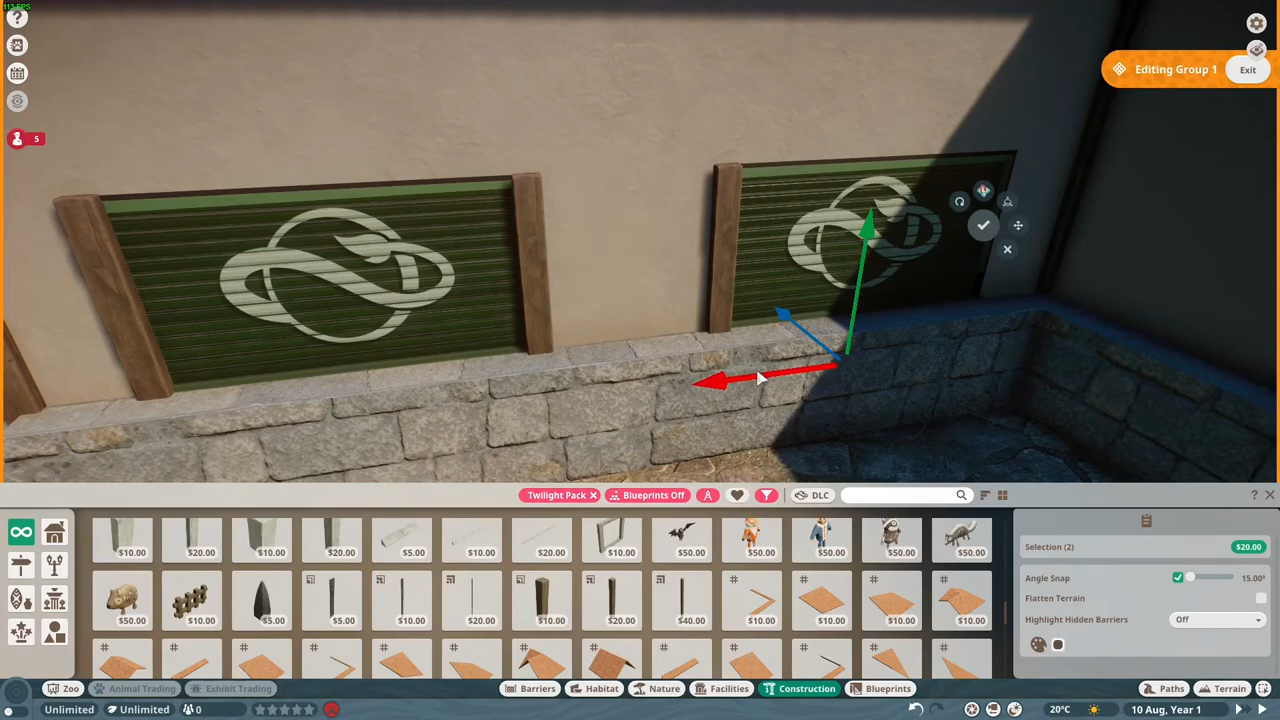 113 FPS
?
Editing Group 1
Exit
5
Twilight Pack ×
Blueprints Off
DLC
? ×
$10.00
$20.00
$10.00
$20.00
$5.00
$10.00
$20.00
$10.00
$50.00
$50.00
$50.00
$50.00
$50.00
$50.00
$10.00
$5.00
$5.00
$10.00
$20.00
$10.00
$20.00
$40.00
$10.00
$10.00
$10.00
$10.00
Selection (2)
$20.00
Angle Snap
15.00°
Flatten Terrain
Highlight Hidden Barriers
Off
Zoo
Animal Trading
Exhibit Trading
Barriers
Habitat
Nature
Facilities
Construction
Blueprints
Paths
Terrain
Unlimited
Unlimited
0
20°C
10 Aug, Year 1